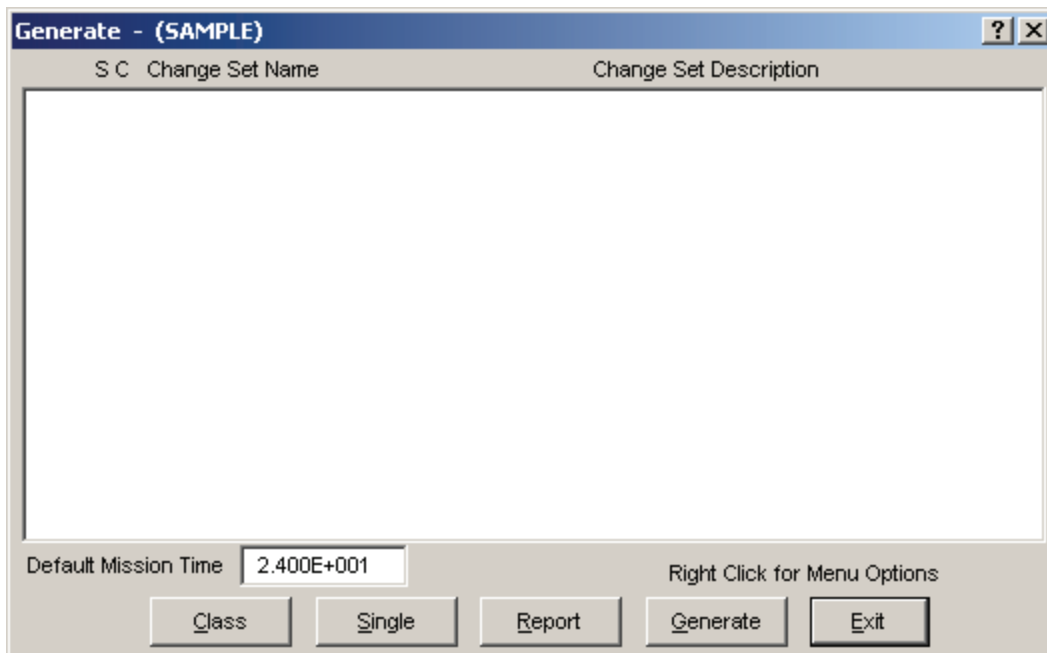 Generate - (SAMPLE)
S C Change Set Name Change Set Description
Default Mission Time 2.400E+001
Right Click for Menu Options
Class Single Report Generate Exit